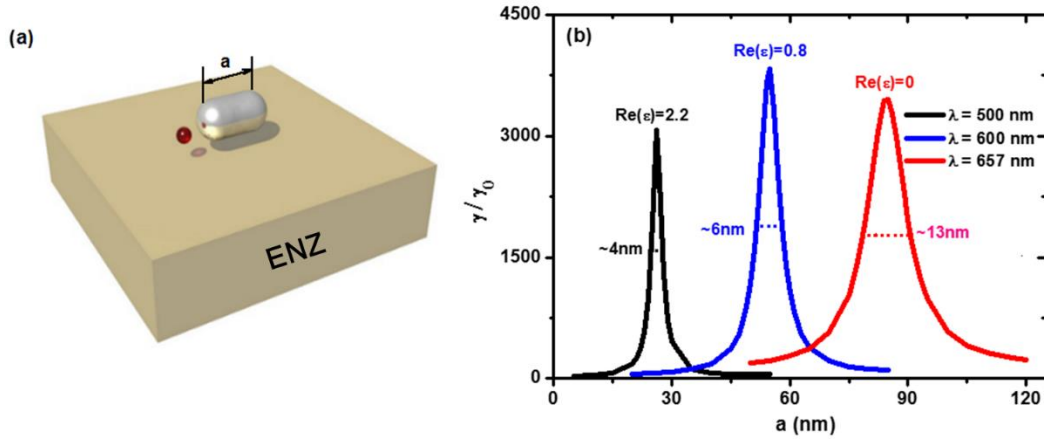 (a)
a
ENZ
(b)
4500
3000
1500
0
γ / γ₀
Re(ε)=2.2
Re(ε)=0.8
Re(ε)=0
λ = 500 nm
λ = 600 nm
λ = 657 nm
~4nm
~6nm
~13nm
0 30 60 90 120
a (nm)